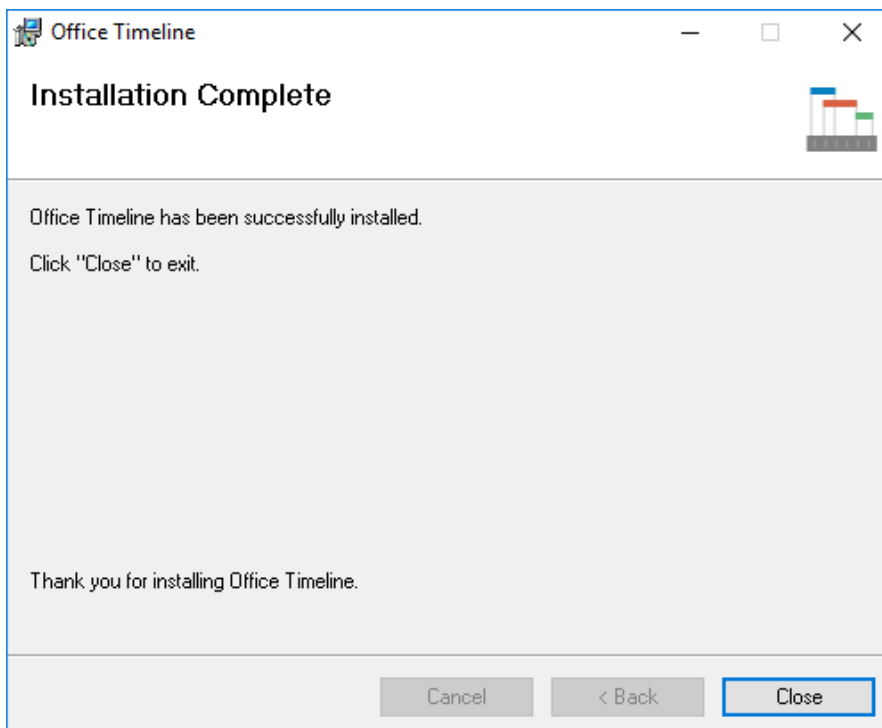 Office Timeline
Installation Complete
Office Timeline has been successfully installed.
Click "Close" to exit.
Thank you for installing Office Timeline.
Cancel
< Back
Close